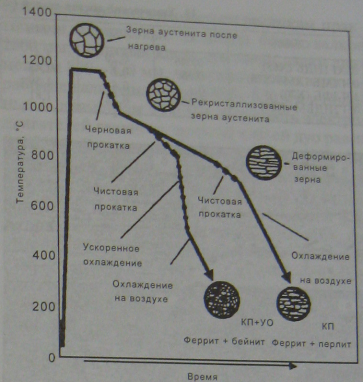 1400
1200
1000
800
600
400
200
0
Температура, °С
Зерна аустенита после
нагрева
Рекристаллизованные
зерна аустенита
Черновая
прокатка
Деформиро-
ванные
зерна
Чистовая
прокатка
Чистовая
прокатка
Ускоренное
охлаждение
Охлаждение
на воздухе
Охлаждение
на воздухе
КП+УО
КП
Феррит + бейнит
Феррит + перлит
Время